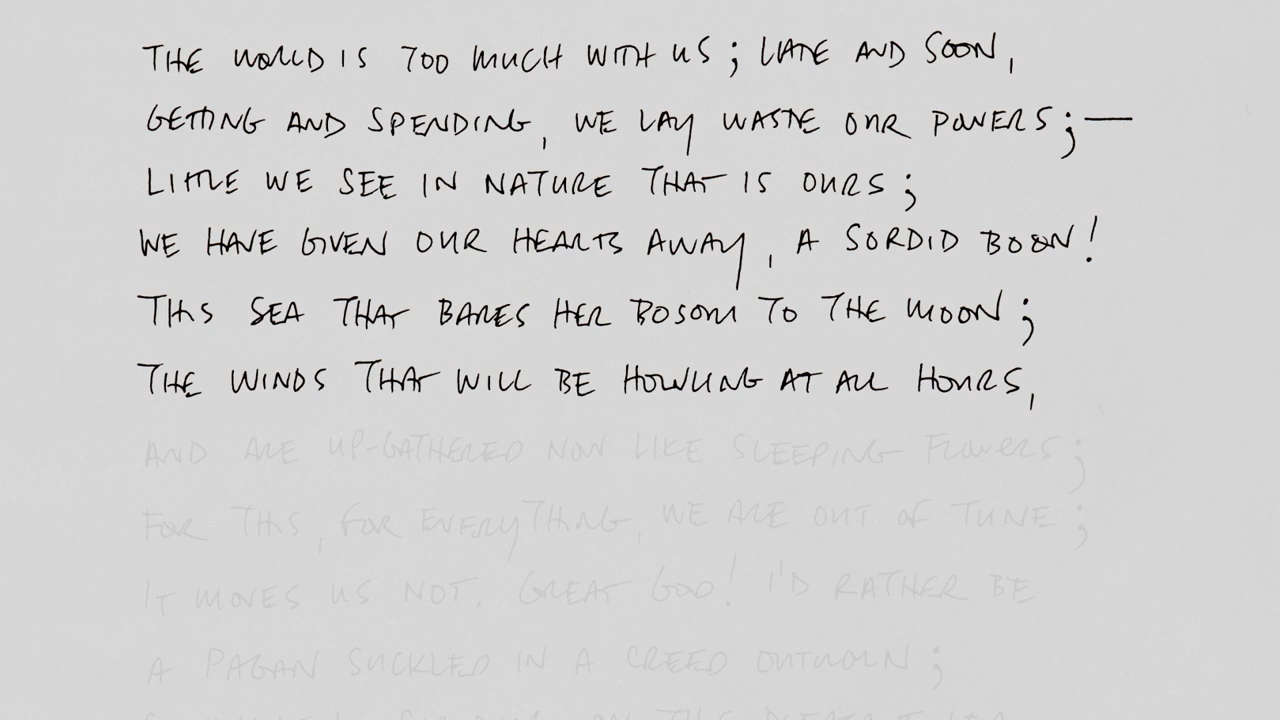 THE WORLD IS TOO MUCH WITH US; LATE AND SOON,
GETTING AND SPENDING, WE LAY WASTE OUR POWERS;—
LITTLE WE SEE IN NATURE THAT IS OURS;
WE HAVE GIVEN OUR HEARTS AWAY, A SORDID BOON!
THIS SEA THAT BARES HER BOSOM TO THE MOON;
THE WINDS THAT WILL BE HOWLING AT ALL HOURS,
AND ARE UP-GATHERED NOW LIKE SLEEPING FLOWERS;
FOR THIS, FOR EVERYTHING, WE ARE OUT OF TUNE;
IT MOVES US NOT. GREAT GOD! I'D RATHER BE
A PAGAN SUCKLED IN A CREED OUTWORN;